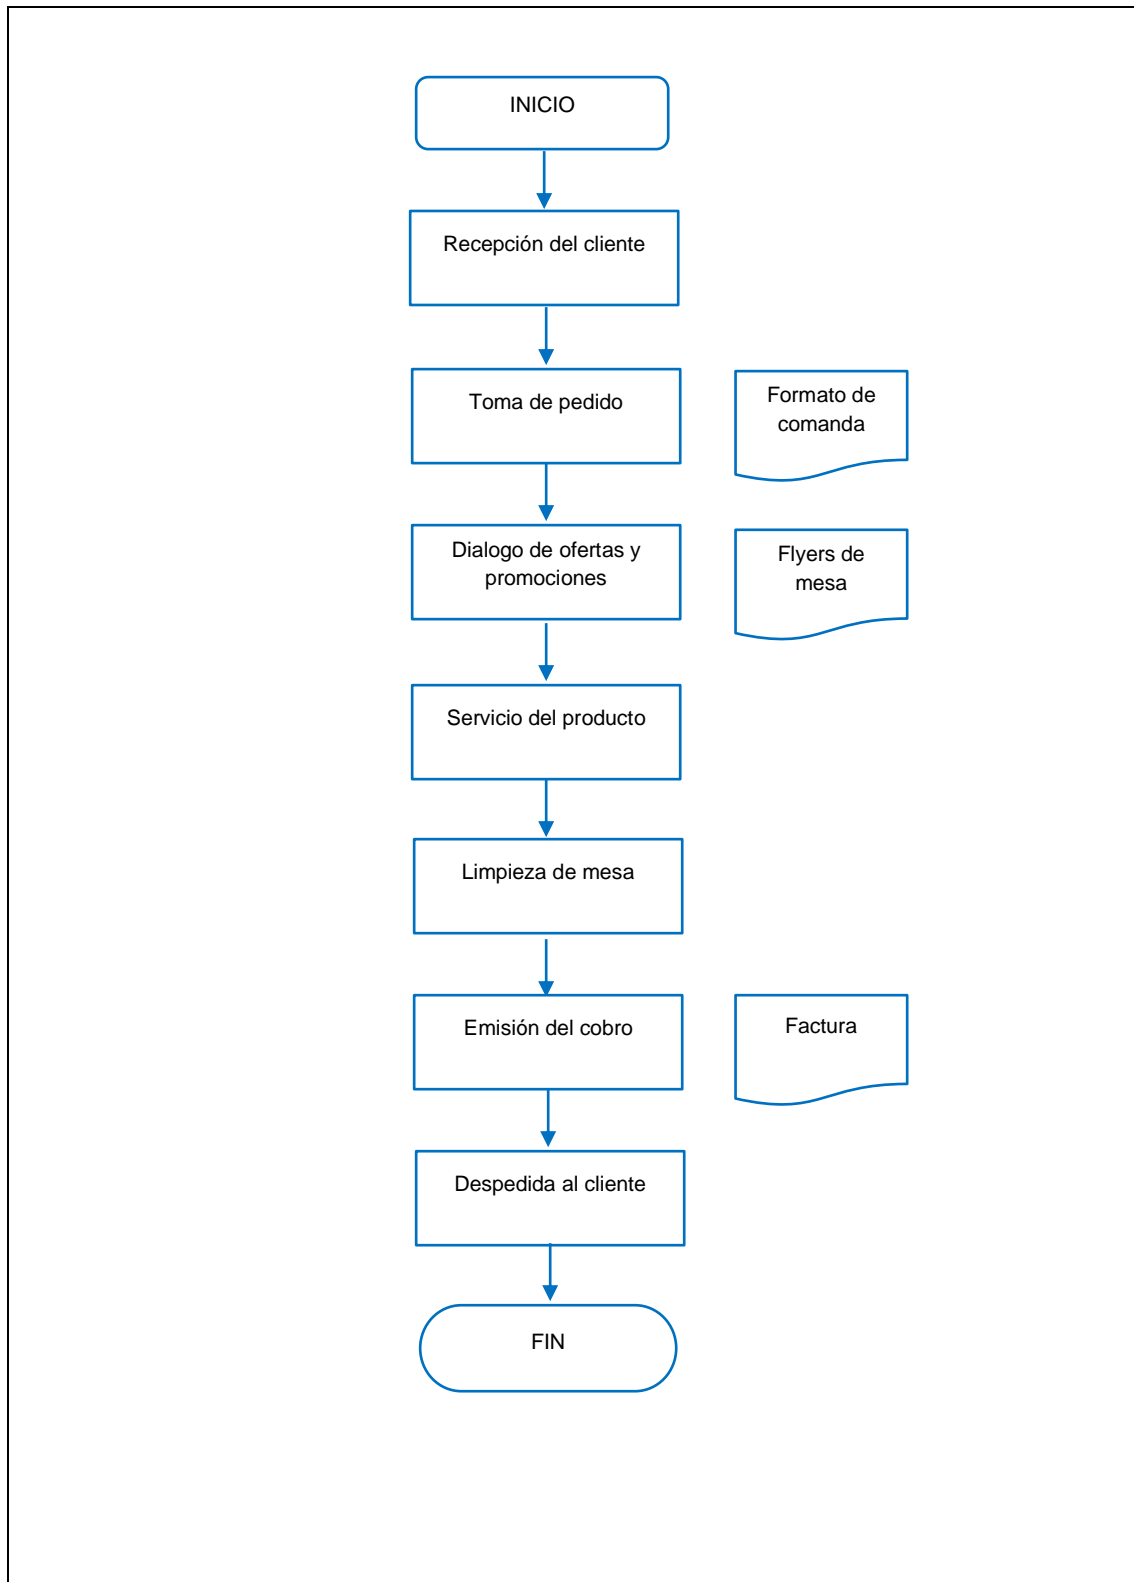 INICIO
Recepción del cliente
Toma de pedido
Formato de
comanda
Dialogo de ofertas y
promociones
Flyers de
mesa
Servicio del producto
Limpieza de mesa
Emisión del cobro
Factura
Despedida al cliente
FIN